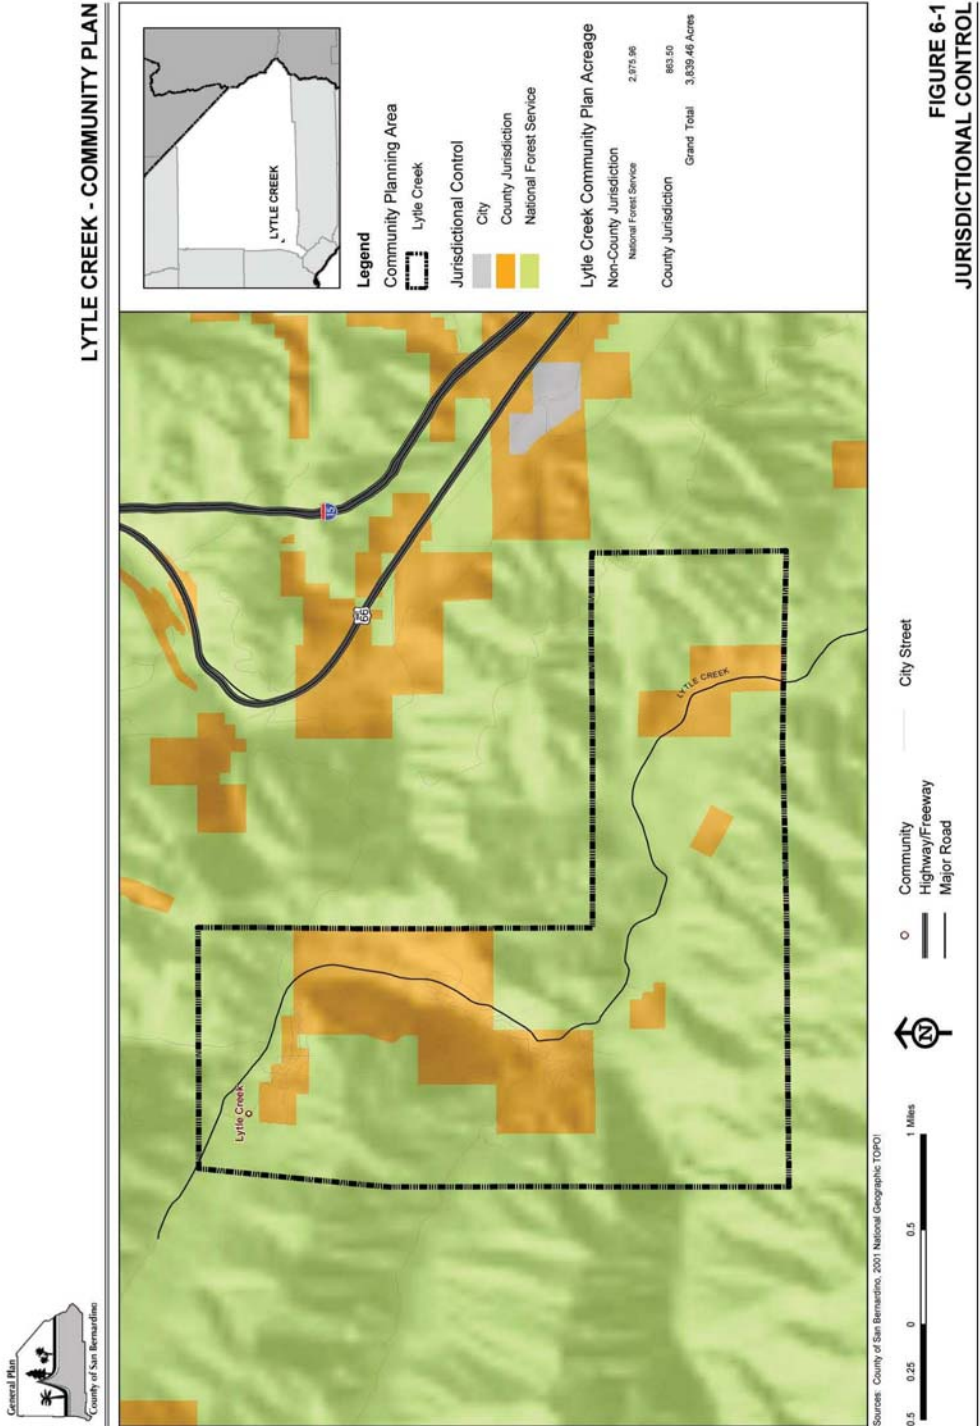 General Plan
County of San Bernardino
LYTLE CREEK - COMMUNITY PLAN
LYTLE CREEK
Legend
Community Planning Area
Lytle Creek
Jurisdictional Control
City
County Jurisdiction
National Forest Service
Lytle Creek Community Plan Acreage
Non-County Jurisdiction
National Forest Service 2,975.96
County Jurisdiction 863.50
Grand Total 3,839.46 Acres
15
66
Lytle Creek
LYTLE CREEK
Sources: County of San Bernardino, 2001 National Geographic TOPO!
0.5 0.25 0 0.5 1 Miles
N
Community
Highway/Freeway
Major Road
City Street
FIGURE 6-1
JURISDICTIONAL CONTROL